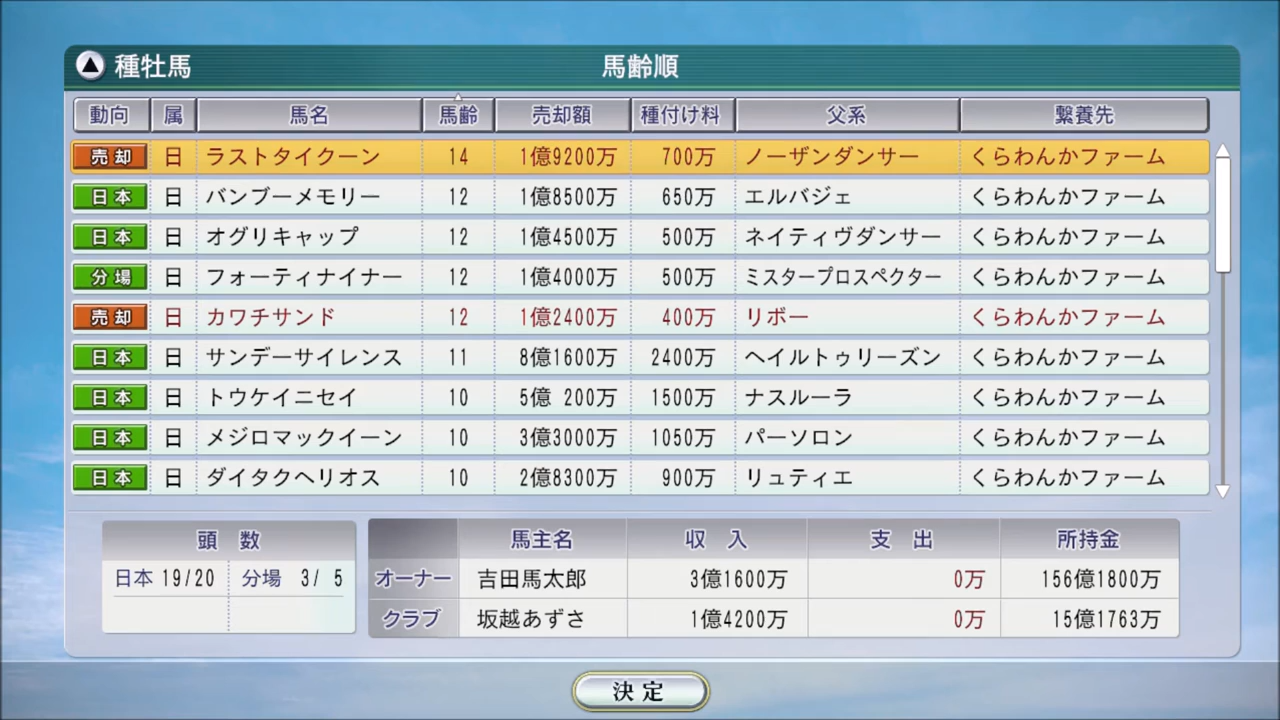 種牡馬 馬齢順
動向 属 馬名 馬齢 売却額 種付け料 父系 繋養先
売却 日 ラストタイクーン 14 1億9200万 700万 ノーザンダンサー くらわんかファーム
日本 日 バンブーメモリー 12 1億8500万 650万 エルバジェ くらわんかファーム
日本 日 オグリキャップ 12 1億4500万 500万 ネイティヴダンサー くらわんかファーム
分場 日 フォーティナイナー 12 1億4000万 500万 ミスタープロスペクター くらわんかファーム
売却 日 カワチサンド 12 1億2400万 400万 リボー くらわんかファーム
日本 日 サンデーサイレンス 11 8億1600万 2400万 ヘイルトゥリーズン くらわんかファーム
日本 日 トウケイニセイ 10 5億 200万 1500万 ナスルーラ くらわんかファーム
日本 日 メジロマックイーン 10 3億3000万 1050万 パーソロン くらわんかファーム
日本 日 ダイタクヘリオス 10 2億8300万 900万 リュティエ くらわんかファーム
頭 数
日本 19/20 分場 3/ 5
馬主名 収 入 支 出 所持金
オーナー 吉田馬太郎 3億1600万 0万 156億1800万
クラブ 坂越あずさ 1億4200万 0万 15億1763万
決定